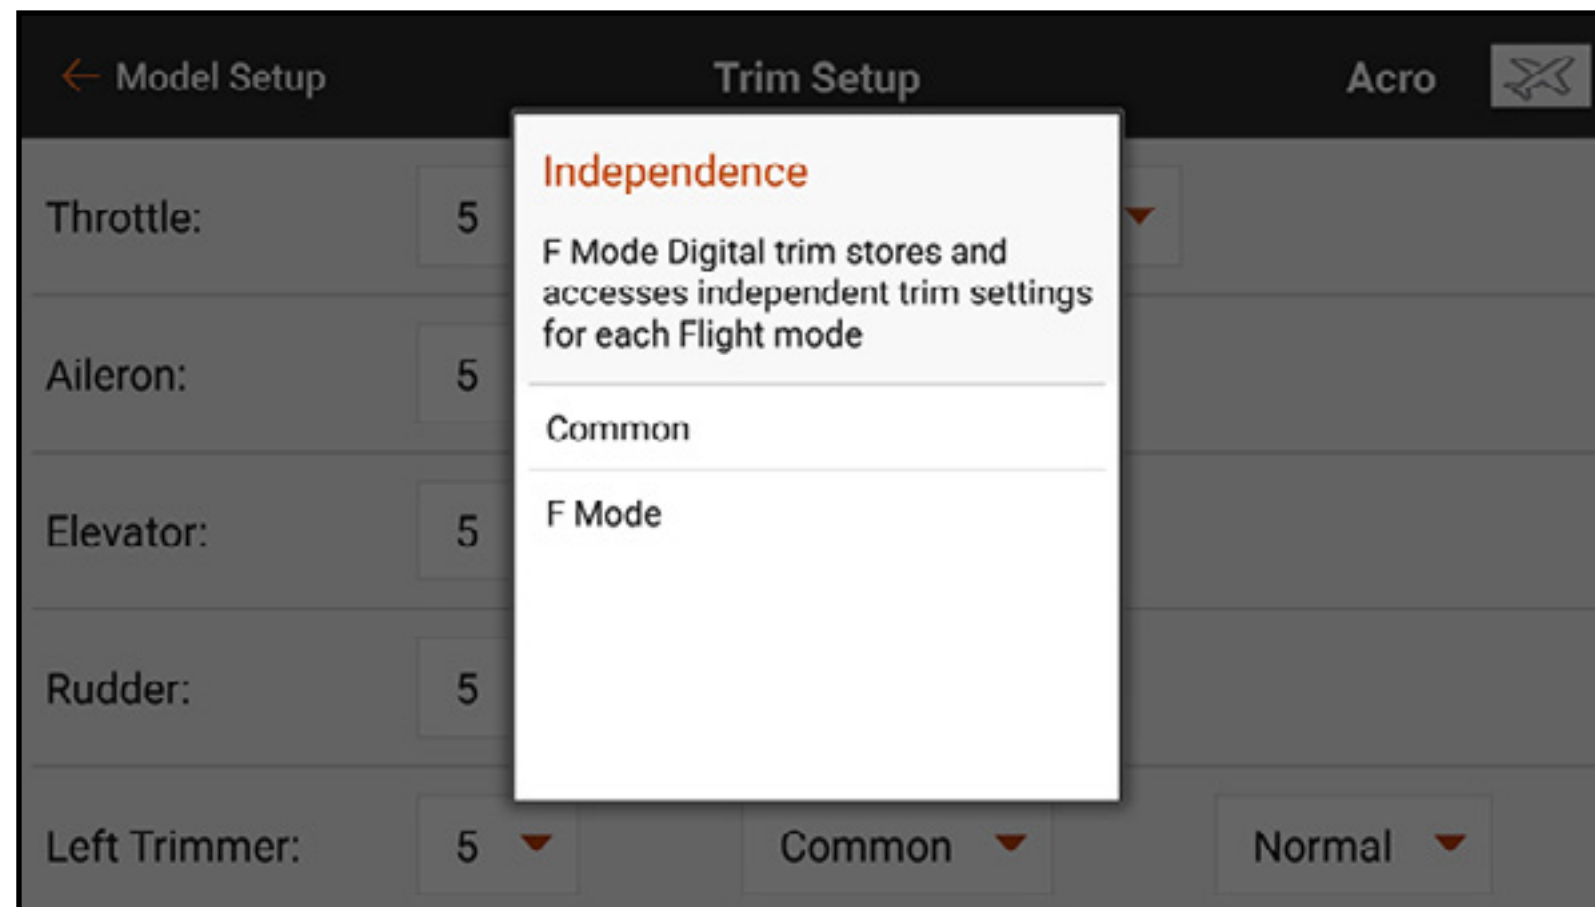 ← Model Setup Trim Setup Acro
Independence
F Mode Digital trim stores and
accesses independent trim settings
for each Flight mode
Common
F Mode
Throttle: 5
Aileron: 5
Elevator: 5
Rudder: 5
Left Trimmer: 5 Common Normal